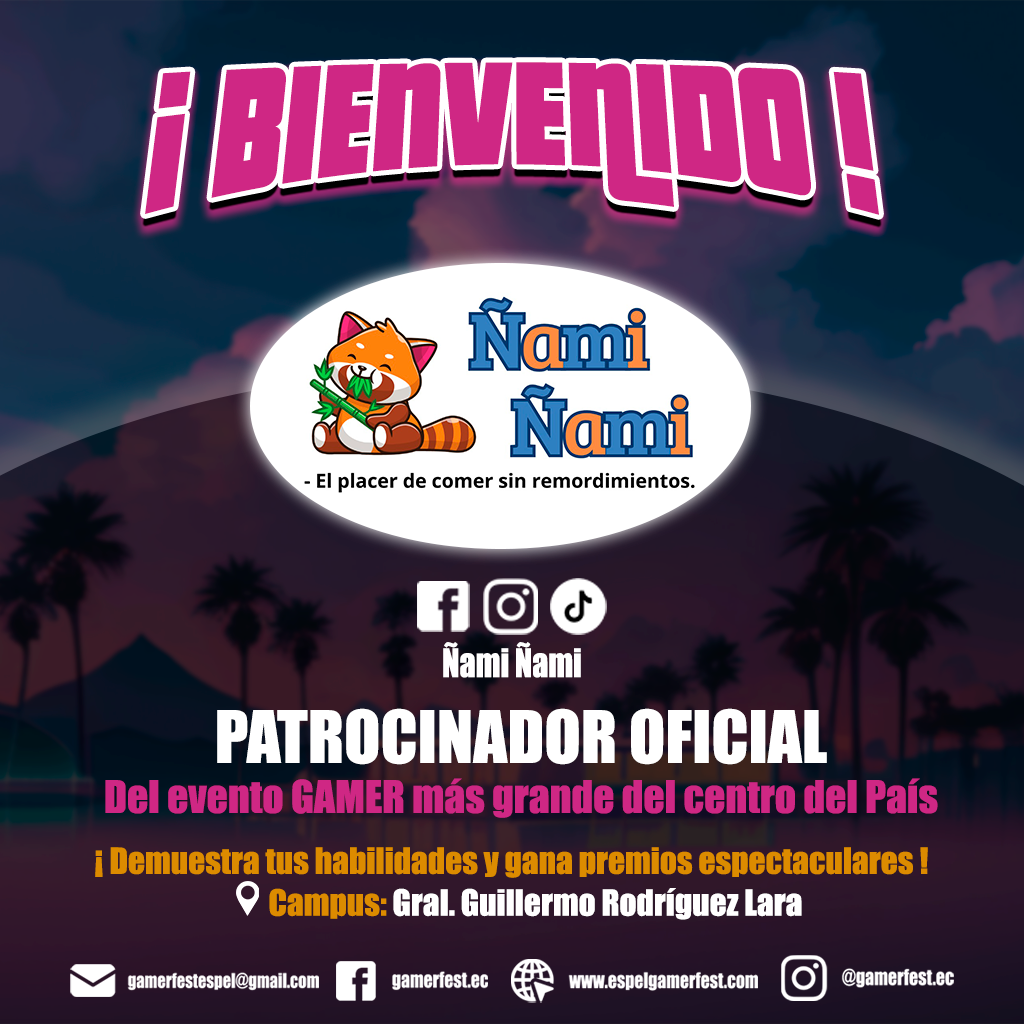 ¡ BIENVENIDO !
Ñami
Ñami
- El placer de comer sin remordimientos.
Ñami Ñami
PATROCINADOR OFICIAL
Del evento GAMER más grande del centro del País
¡ Demuestra tus habilidades y gana premios espectaculares !
Campus: Gral. Guillermo Rodríguez Lara
gamerfestespel@gmail.com gamerfest.ec www.espelgamerfest.com @gamerfest.ec